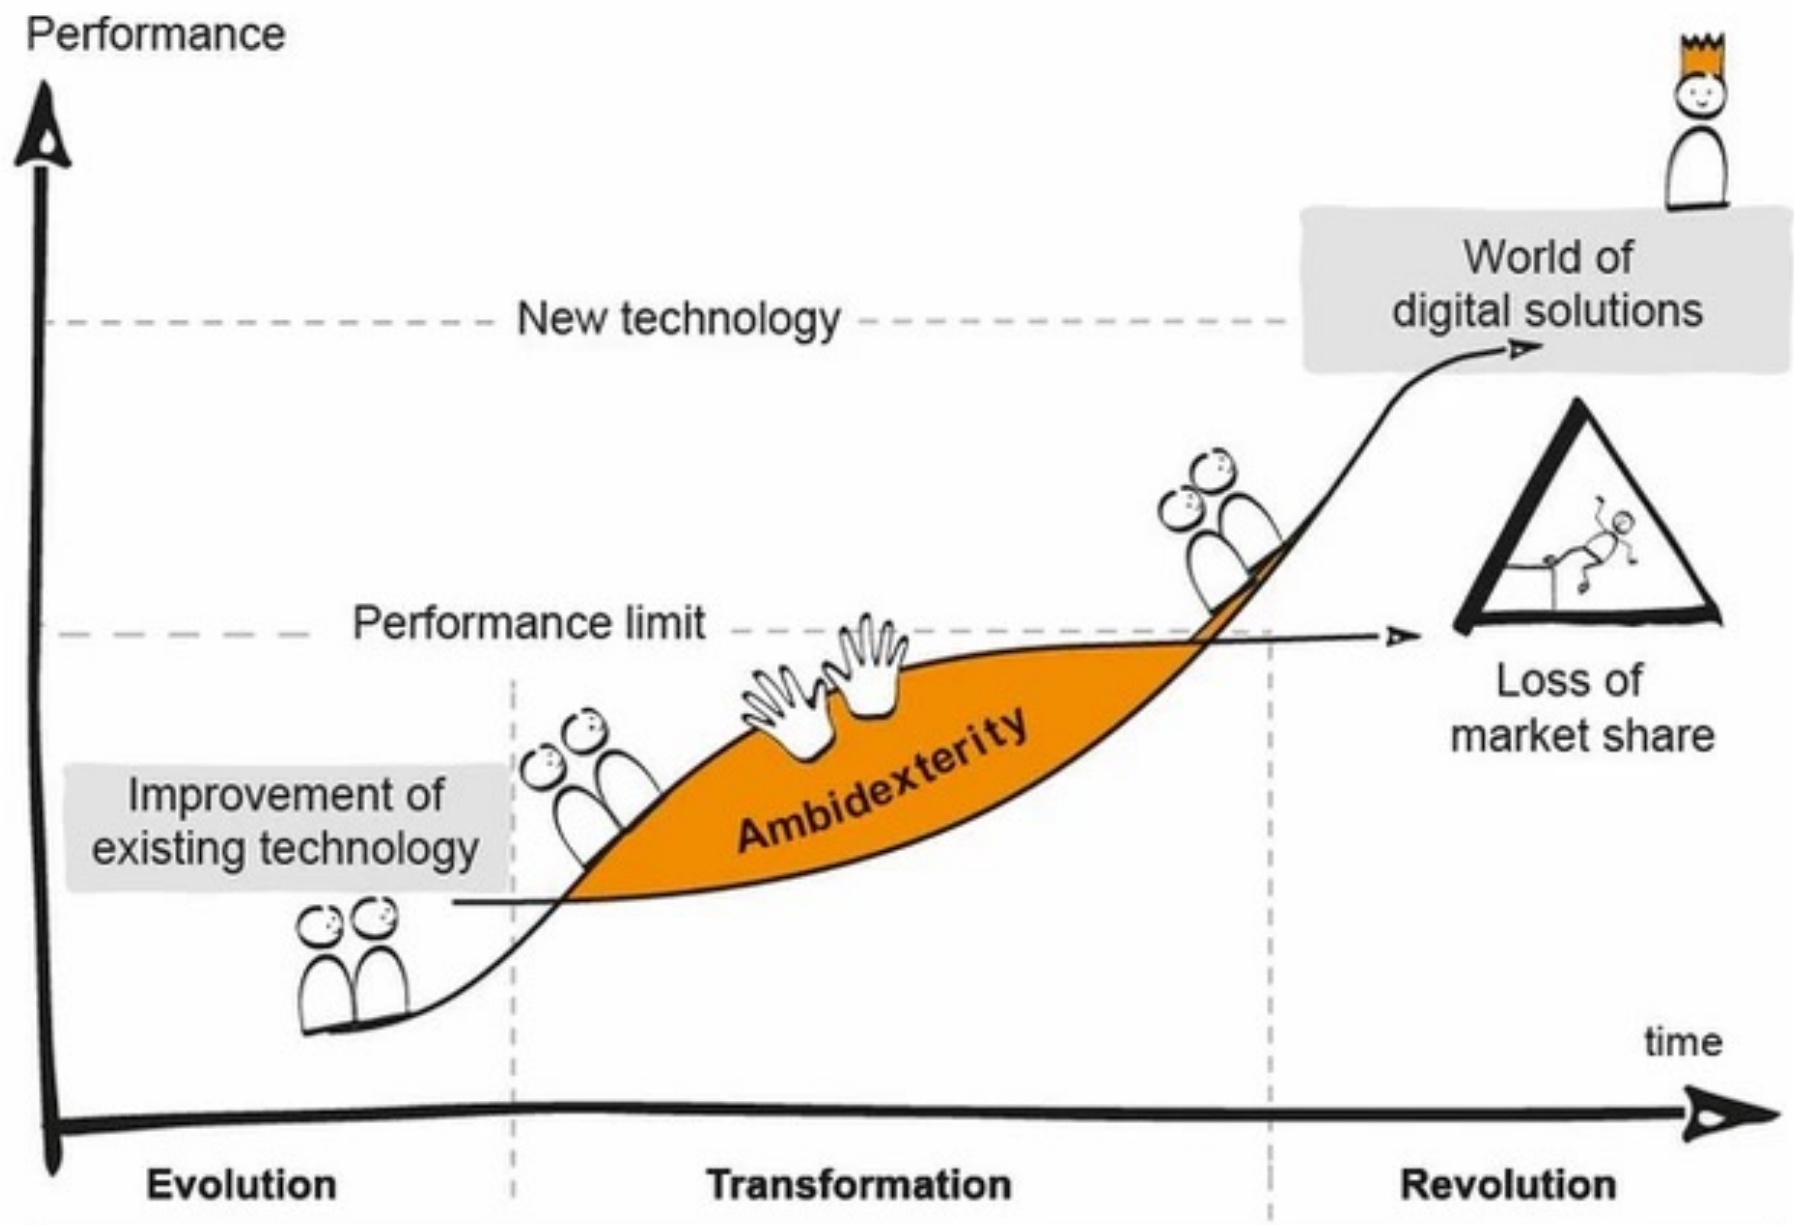 Performance
World of
digital solutions
New technology
Performance limit
Loss of
market share
Ambidexterity
Improvement of
existing technology
time
Evolution
Transformation
Revolution